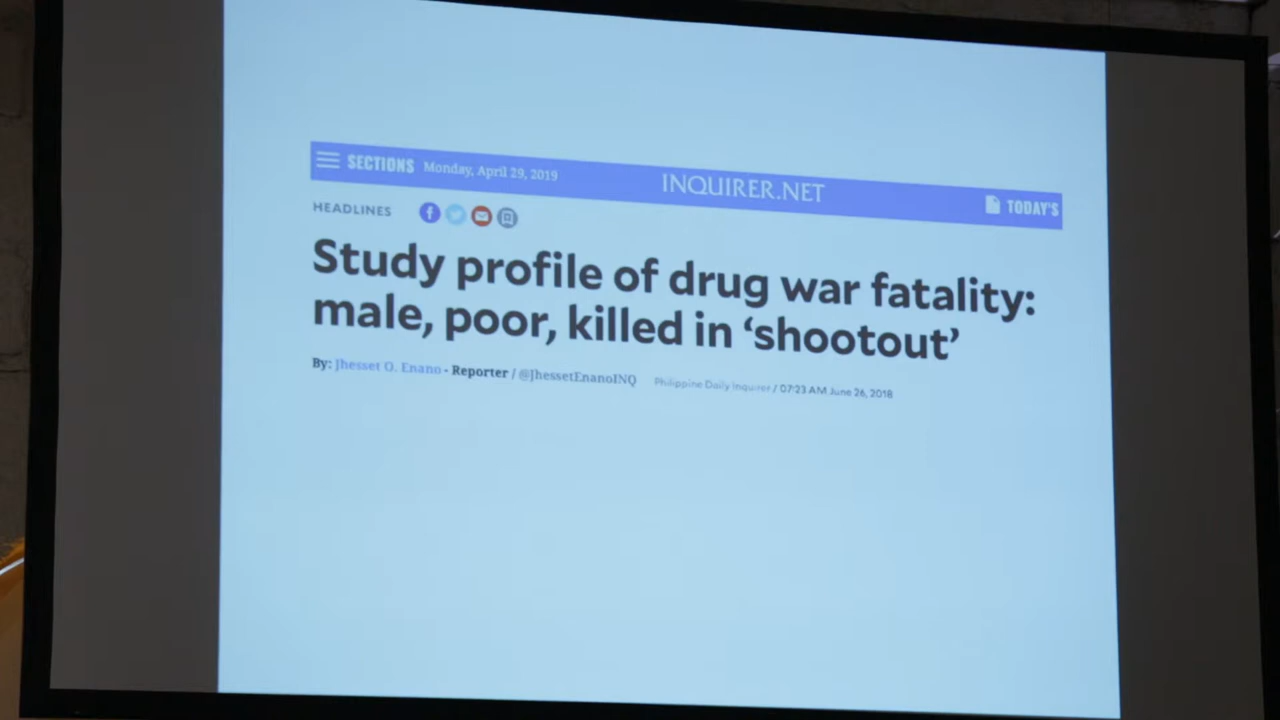 SECTIONS Monday, April 29, 2019 INQUIRER.NET TODAY'S
HEADLINES
Study profile of drug war fatality:
male, poor, killed in ‘shootout’
By: Jhesset O. Enano - Reporter / @JhessetEnanoINQ Philippine Daily Inquirer / 07:23 AM June 26, 2018